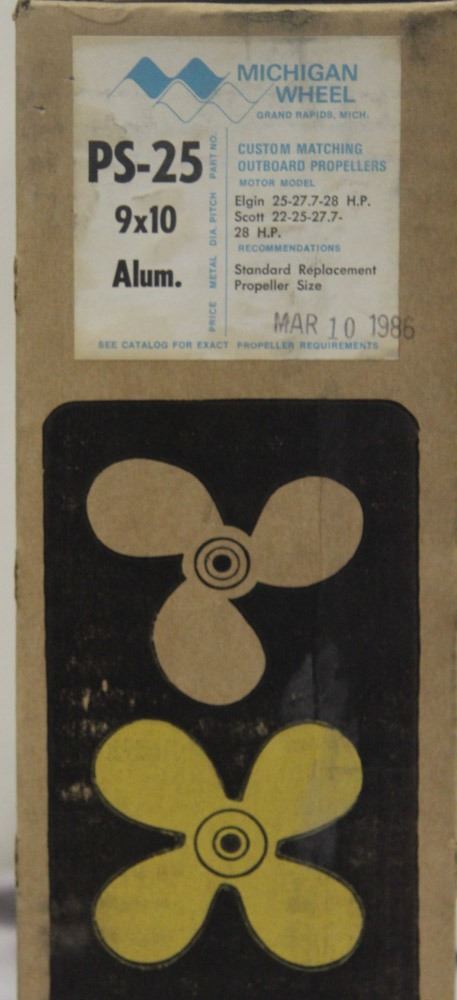 MICHIGAN
WHEEL
GRAND RAPIDS, MICH.
PS-25
PART NO.
9x10
DIA. PITCH
Alum.
METAL
PRICE
CUSTOM MATCHING
OUTBOARD PROPELLERS
MOTOR MODEL
Elgin 25-27.7-28 H.P.
Scott 22-25-27.7-
28 H.P.
RECOMMENDATIONS
Standard Replacement
Propeller Size
MAR 10 1986
SEE CATALOG FOR EXACT PROPELLER REQUIREMENTS